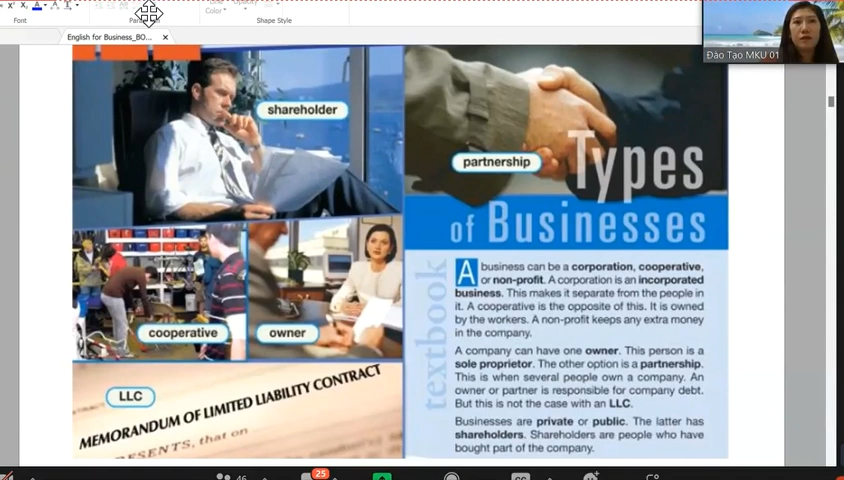 Line Opacity
Color
Font
Paragraph
Shape Style
English for Business_BO...
Đào Tạo MKU 01
shareholder
partnership
Types
of Businesses
cooperative
owner
LLC
MEMORANDUM OF LIMITED LIABILITY CONTRACT
ESENTS, that on
textbook
A business can be a corporation, cooperative,
or non-profit. A corporation is an incorporated
business. This makes it separate from the people in
it. A cooperative is the opposite of this. It is owned
by the workers. A non-profit keeps any extra money
in the company.
A company can have one owner. This person is a
sole proprietor. The other option is a partnership.
This is when several people own a company. An
owner or partner is responsible for company debt.
But this is not the case with an LLC.
Businesses are private or public. The latter has
shareholders. Shareholders are people who have
bought part of the company.
25
46